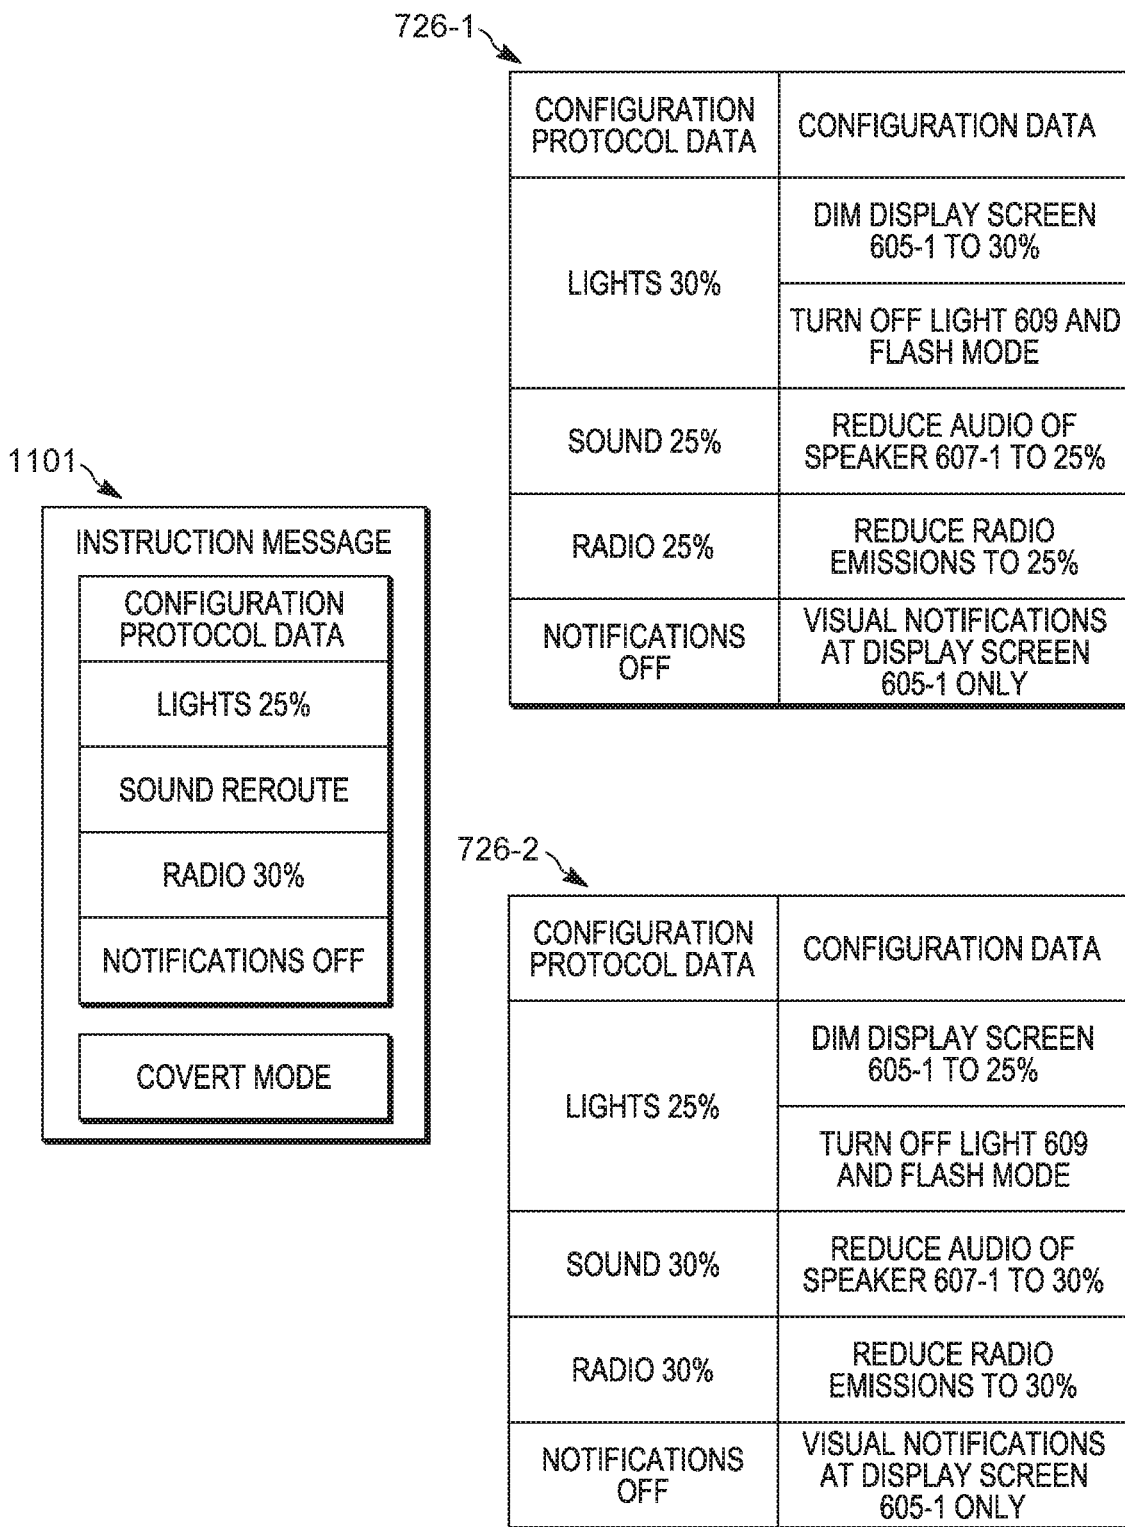 726-1
CONFIGURATION
PROTOCOL DATA
CONFIGURATION DATA
LIGHTS 30%
DIM DISPLAY SCREEN
605-1 TO 30%
TURN OFF LIGHT 609 AND
FLASH MODE
SOUND 25%
REDUCE AUDIO OF
SPEAKER 607-1 TO 25%
RADIO 25%
REDUCE RADIO
EMISSIONS TO 25%
NOTIFICATIONS
OFF
VISUAL NOTIFICATIONS
AT DISPLAY SCREEN
605-1 ONLY
1101
INSTRUCTION MESSAGE
CONFIGURATION
PROTOCOL DATA
LIGHTS 25%
SOUND REROUTE
RADIO 30%
NOTIFICATIONS OFF
COVERT MODE
726-2
CONFIGURATION
PROTOCOL DATA
CONFIGURATION DATA
LIGHTS 25%
DIM DISPLAY SCREEN
605-1 TO 25%
TURN OFF LIGHT 609
AND FLASH MODE
SOUND 30%
REDUCE AUDIO OF
SPEAKER 607-1 TO 30%
RADIO 30%
REDUCE RADIO
EMISSIONS TO 30%
NOTIFICATIONS
OFF
VISUAL NOTIFICATIONS
AT DISPLAY SCREEN
605-1 ONLY